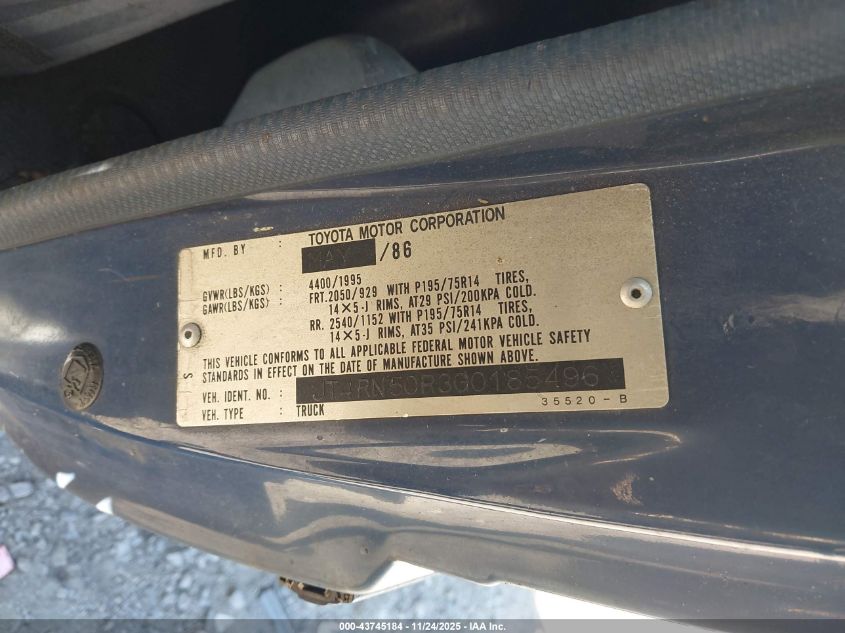 MFD. BY : TOYOTA MOTOR CORPORATION
MAY /86
GVWR(LBS/KGS) : 4400/1995
GAWR(LBS/KGS) : FRT. 2050/929 WITH P195/75R14 TIRES,
14×5-J RIMS, AT29 PSI/200KPA COLD.
RR. 2540/1152 WITH P195/75R14 TIRES,
14×5-J RIMS, AT35 PSI/241KPA COLD.
THIS VEHICLE CONFORMS TO ALL APPLICABLE FEDERAL MOTOR VEHICLE SAFETY
STANDARDS IN EFFECT ON THE DATE OF MANUFACTURE SHOWN ABOVE.
S
VEH. IDENT. NO. : JT4RN50R3G0185496
VEH. TYPE : TRUCK
35520-B
000-43745184 | 11/24/2025 | IAA Inc.